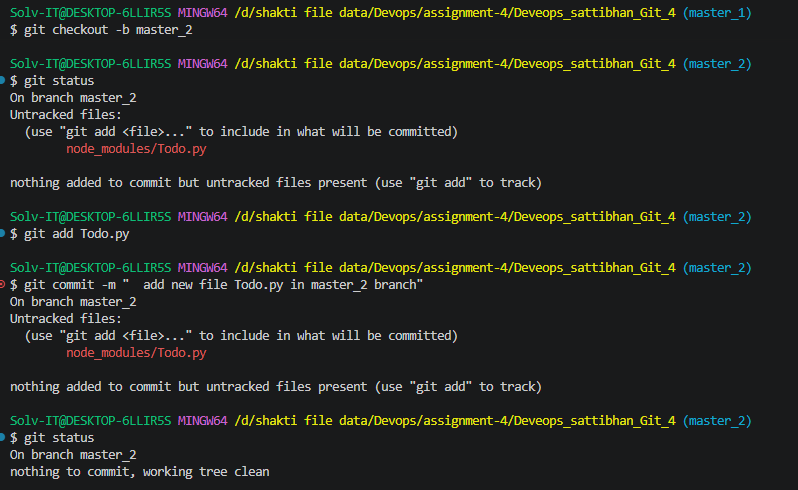 Solv-IT@DESKTOP-6LLIR5S MINGW64 /d/shakti file data/Devops/assignment-4/Deveops_sattibhan_Git_4 (master_1)
$ git checkout -b master_2
Solv-IT@DESKTOP-6LLIR5S MINGW64 /d/shakti file data/Devops/assignment-4/Deveops_sattibhan_Git_4 (master_2)
$ git status
On branch master_2
Untracked files:
  (use "git add <file>..." to include in what will be committed)
        node_modules/Todo.py
nothing added to commit but untracked files present (use "git add" to track)
Solv-IT@DESKTOP-6LLIR5S MINGW64 /d/shakti file data/Devops/assignment-4/Deveops_sattibhan_Git_4 (master_2)
$ git add Todo.py
Solv-IT@DESKTOP-6LLIR5S MINGW64 /d/shakti file data/Devops/assignment-4/Deveops_sattibhan_Git_4 (master_2)
$ git commit -m "  add new file Todo.py in master_2 branch"
On branch master_2
Untracked files:
  (use "git add <file>..." to include in what will be committed)
        node_modules/Todo.py
nothing added to commit but untracked files present (use "git add" to track)
Solv-IT@DESKTOP-6LLIR5S MINGW64 /d/shakti file data/Devops/assignment-4/Deveops_sattibhan_Git_4 (master_2)
$ git status
On branch master_2
nothing to commit, working tree clean